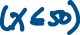 (x < 50)